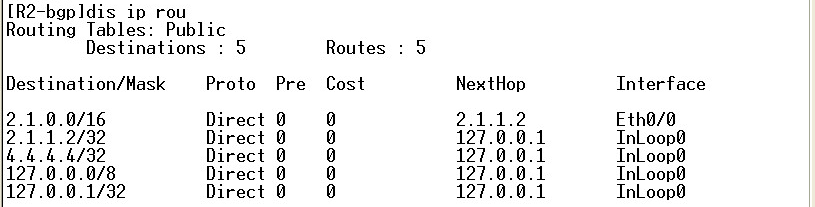 [R2-bgp]dis ip rou
Routing Tables: Public
        Destinations : 5        Routes : 5
Destination/Mask    Proto  Pre  Cost         NextHop         Interface
2.1.0.0/16          Direct 0    0            2.1.1.2         Eth0/0
2.1.1.2/32          Direct 0    0            127.0.0.1       InLoop0
4.4.4.4/32          Direct 0    0            127.0.0.1       InLoop0
127.0.0.0/8         Direct 0    0            127.0.0.1       InLoop0
127.0.0.1/32        Direct 0    0            127.0.0.1       InLoop0